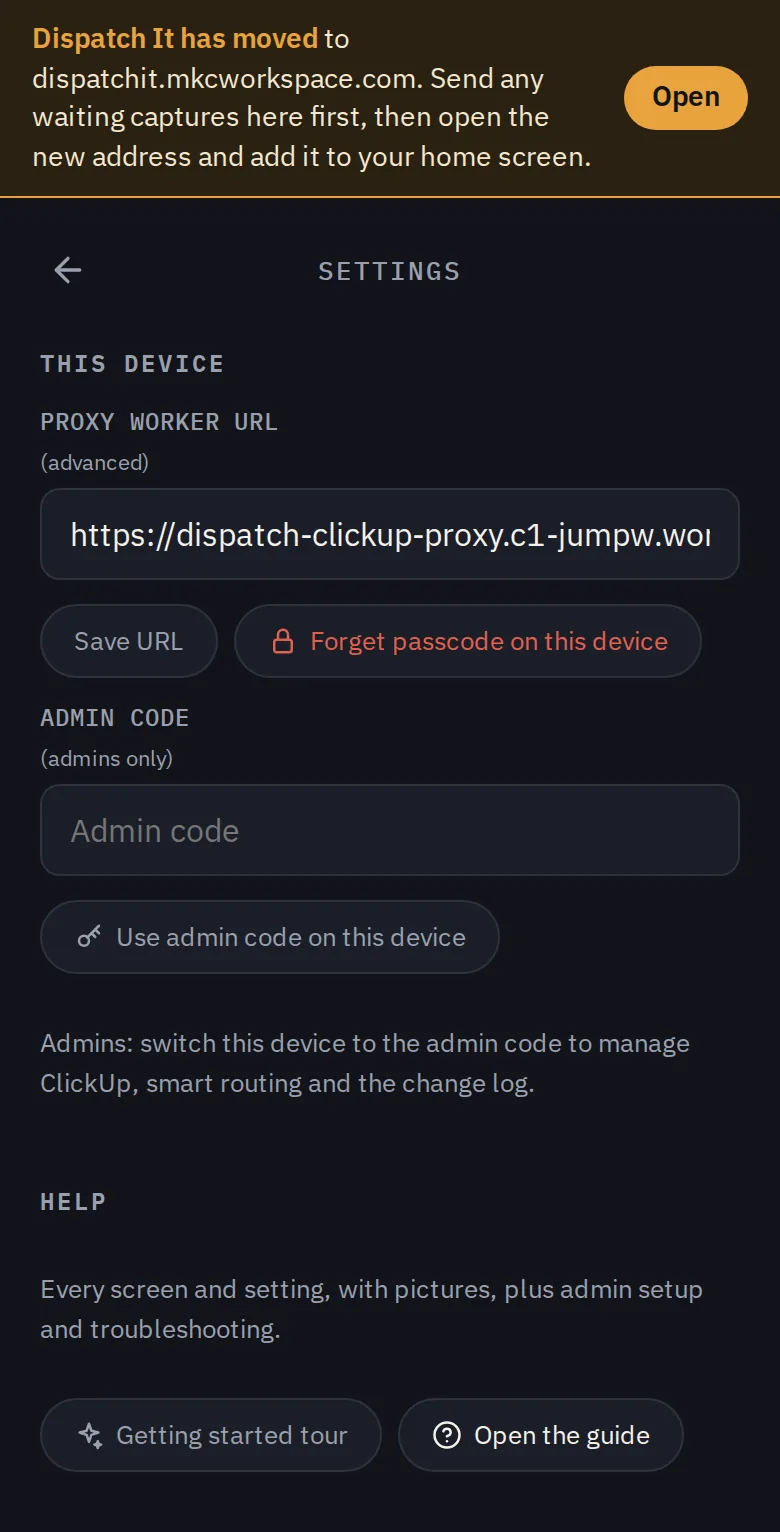 Dispatch It has moved to
dispatchit.mkcworkspace.com. Send any
waiting captures here first, then open the
new address and add it to your home screen.
Open
SETTINGS
THIS DEVICE
PROXY WORKER URL
(advanced)
https://dispatch-clickup-proxy.c1-jumpw.wor
Save URL
Forget passcode on this device
ADMIN CODE
(admins only)
Admin code
Use admin code on this device
Admins: switch this device to the admin code to manage
ClickUp, smart routing and the change log.
HELP
Every screen and setting, with pictures, plus admin setup
and troubleshooting.
Getting started tour
Open the guide